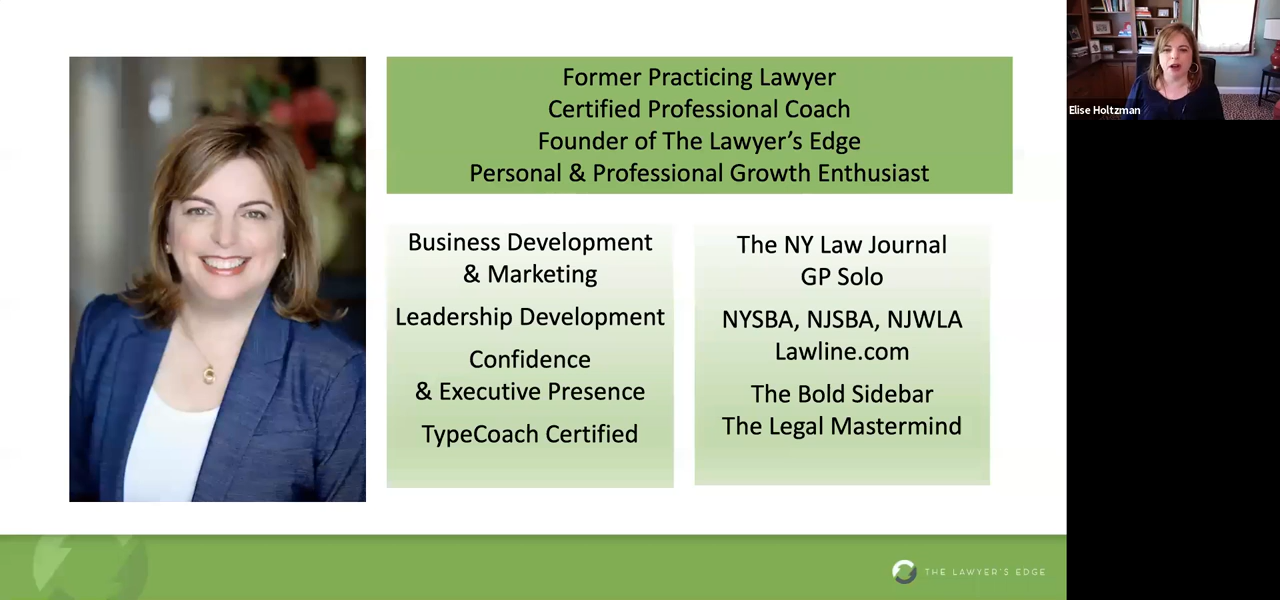 Former Practicing Lawyer
Certified Professional Coach
Founder of The Lawyer’s Edge
Personal & Professional Growth Enthusiast
Business Development
& Marketing
Leadership Development
Confidence
& Executive Presence
TypeCoach Certified
The NY Law Journal
GP Solo
NYSBA, NJSBA, NJWLA
Lawline.com
The Bold Sidebar
The Legal Mastermind
THE LAWYER'S EDGE
Elise Holtzman